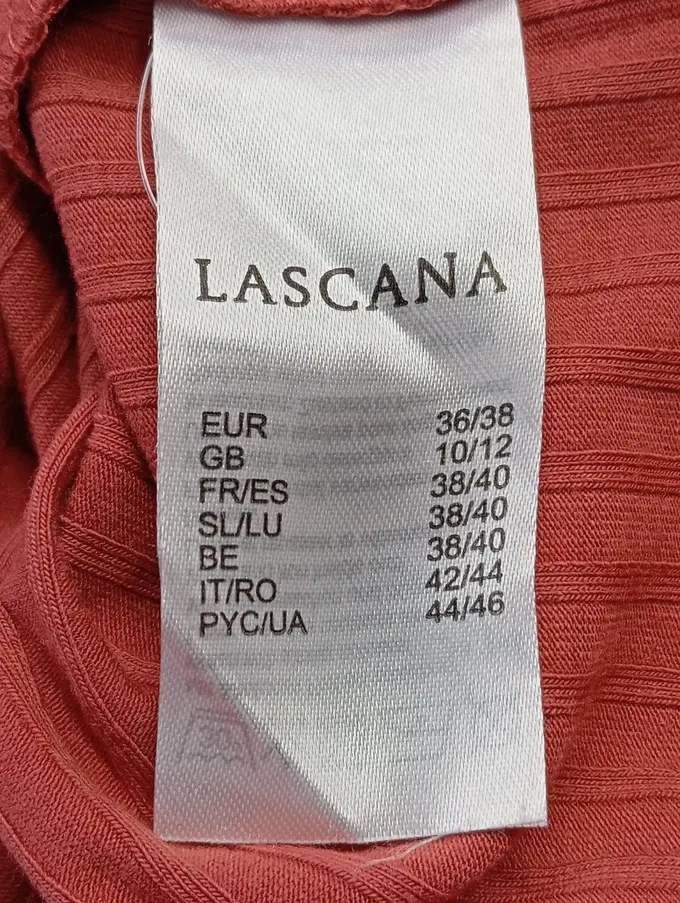 LASCANA
EUR 36/38
GB 10/12
FR/ES 38/40
SL/LU 38/40
BE 38/40
IT/RO 42/44
PYC/UA 44/46